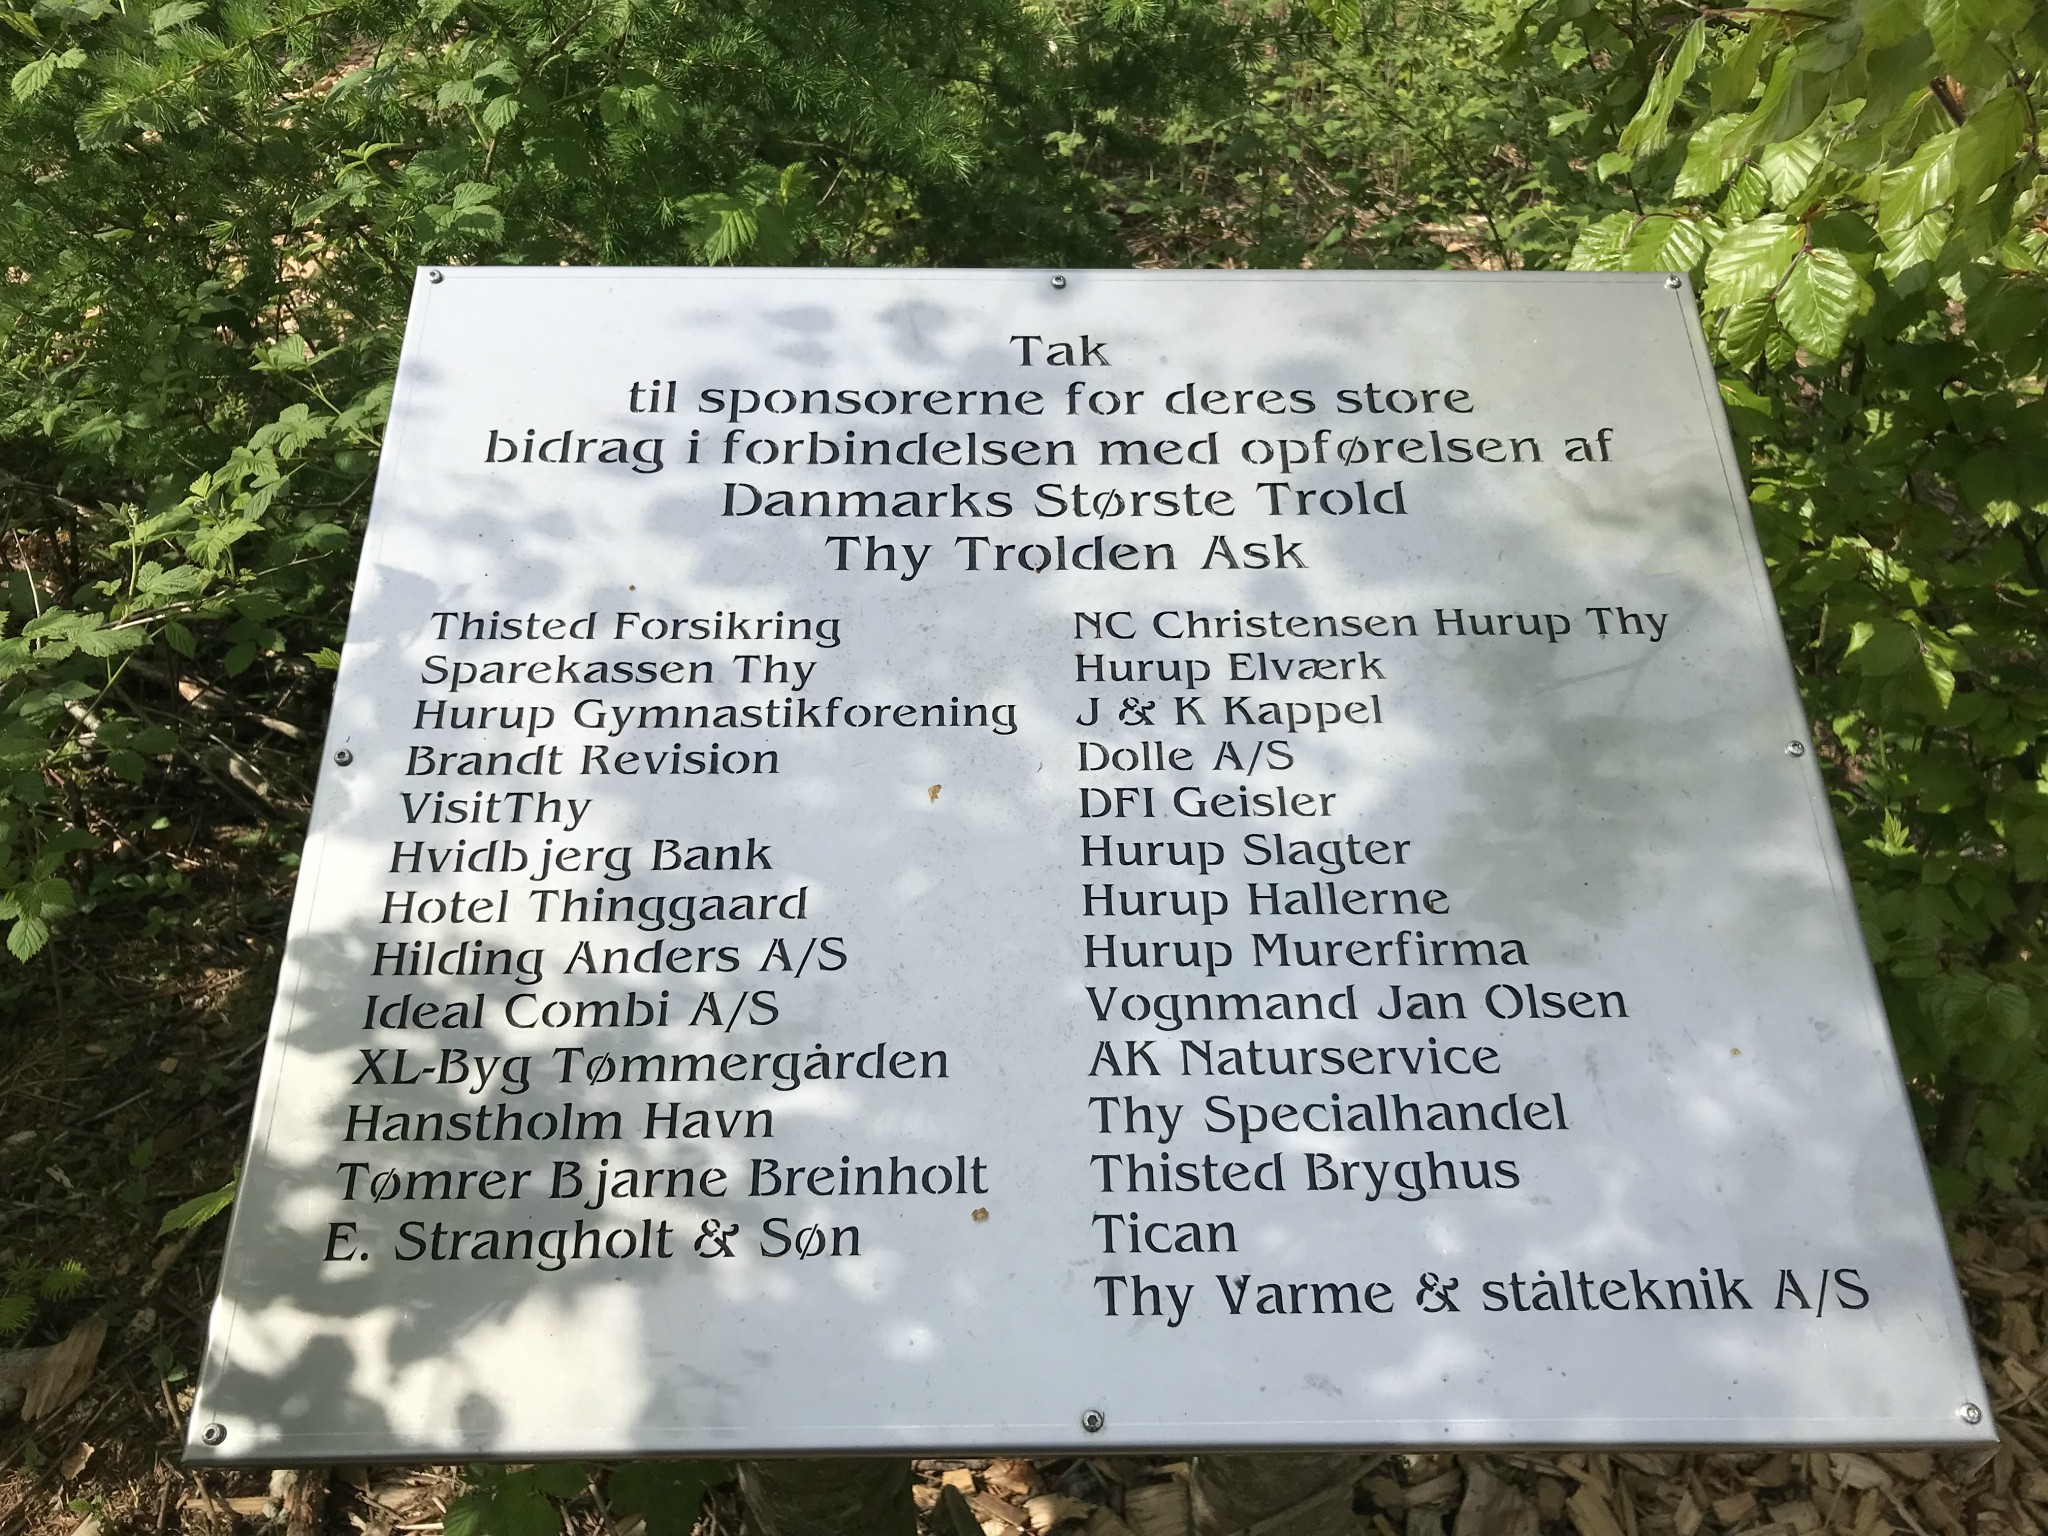 Tak
til sponsorerne for deres store
bidrag i forbindelsen med opførelsen af
Danmarks Største Trold
Thy Trolden Ask
Thisted Forsikring
Sparekassen Thy
Hurup Gymnastikforening
Brandt Revision
VisitThy
Hvidbjerg Bank
Hotel Thinggaard
Hilding Anders A/S
Ideal Combi A/S
XL-Byg Tømmergården
Hanstholm Havn
Tømrer Bjarne Breinholt
E. Strangholt & Søn
NC Christensen Hurup Thy
Hurup Elværk
J & K Kappel
Dolle A/S
DFI Geisler
Hurup Slagter
Hurup Hallerne
Hurup Murerfirma
Vognmand Jan Olsen
AK Naturservice
Thy Specialhandel
Thisted Bryghus
Tican
Thy Varme & stålteknik A/S